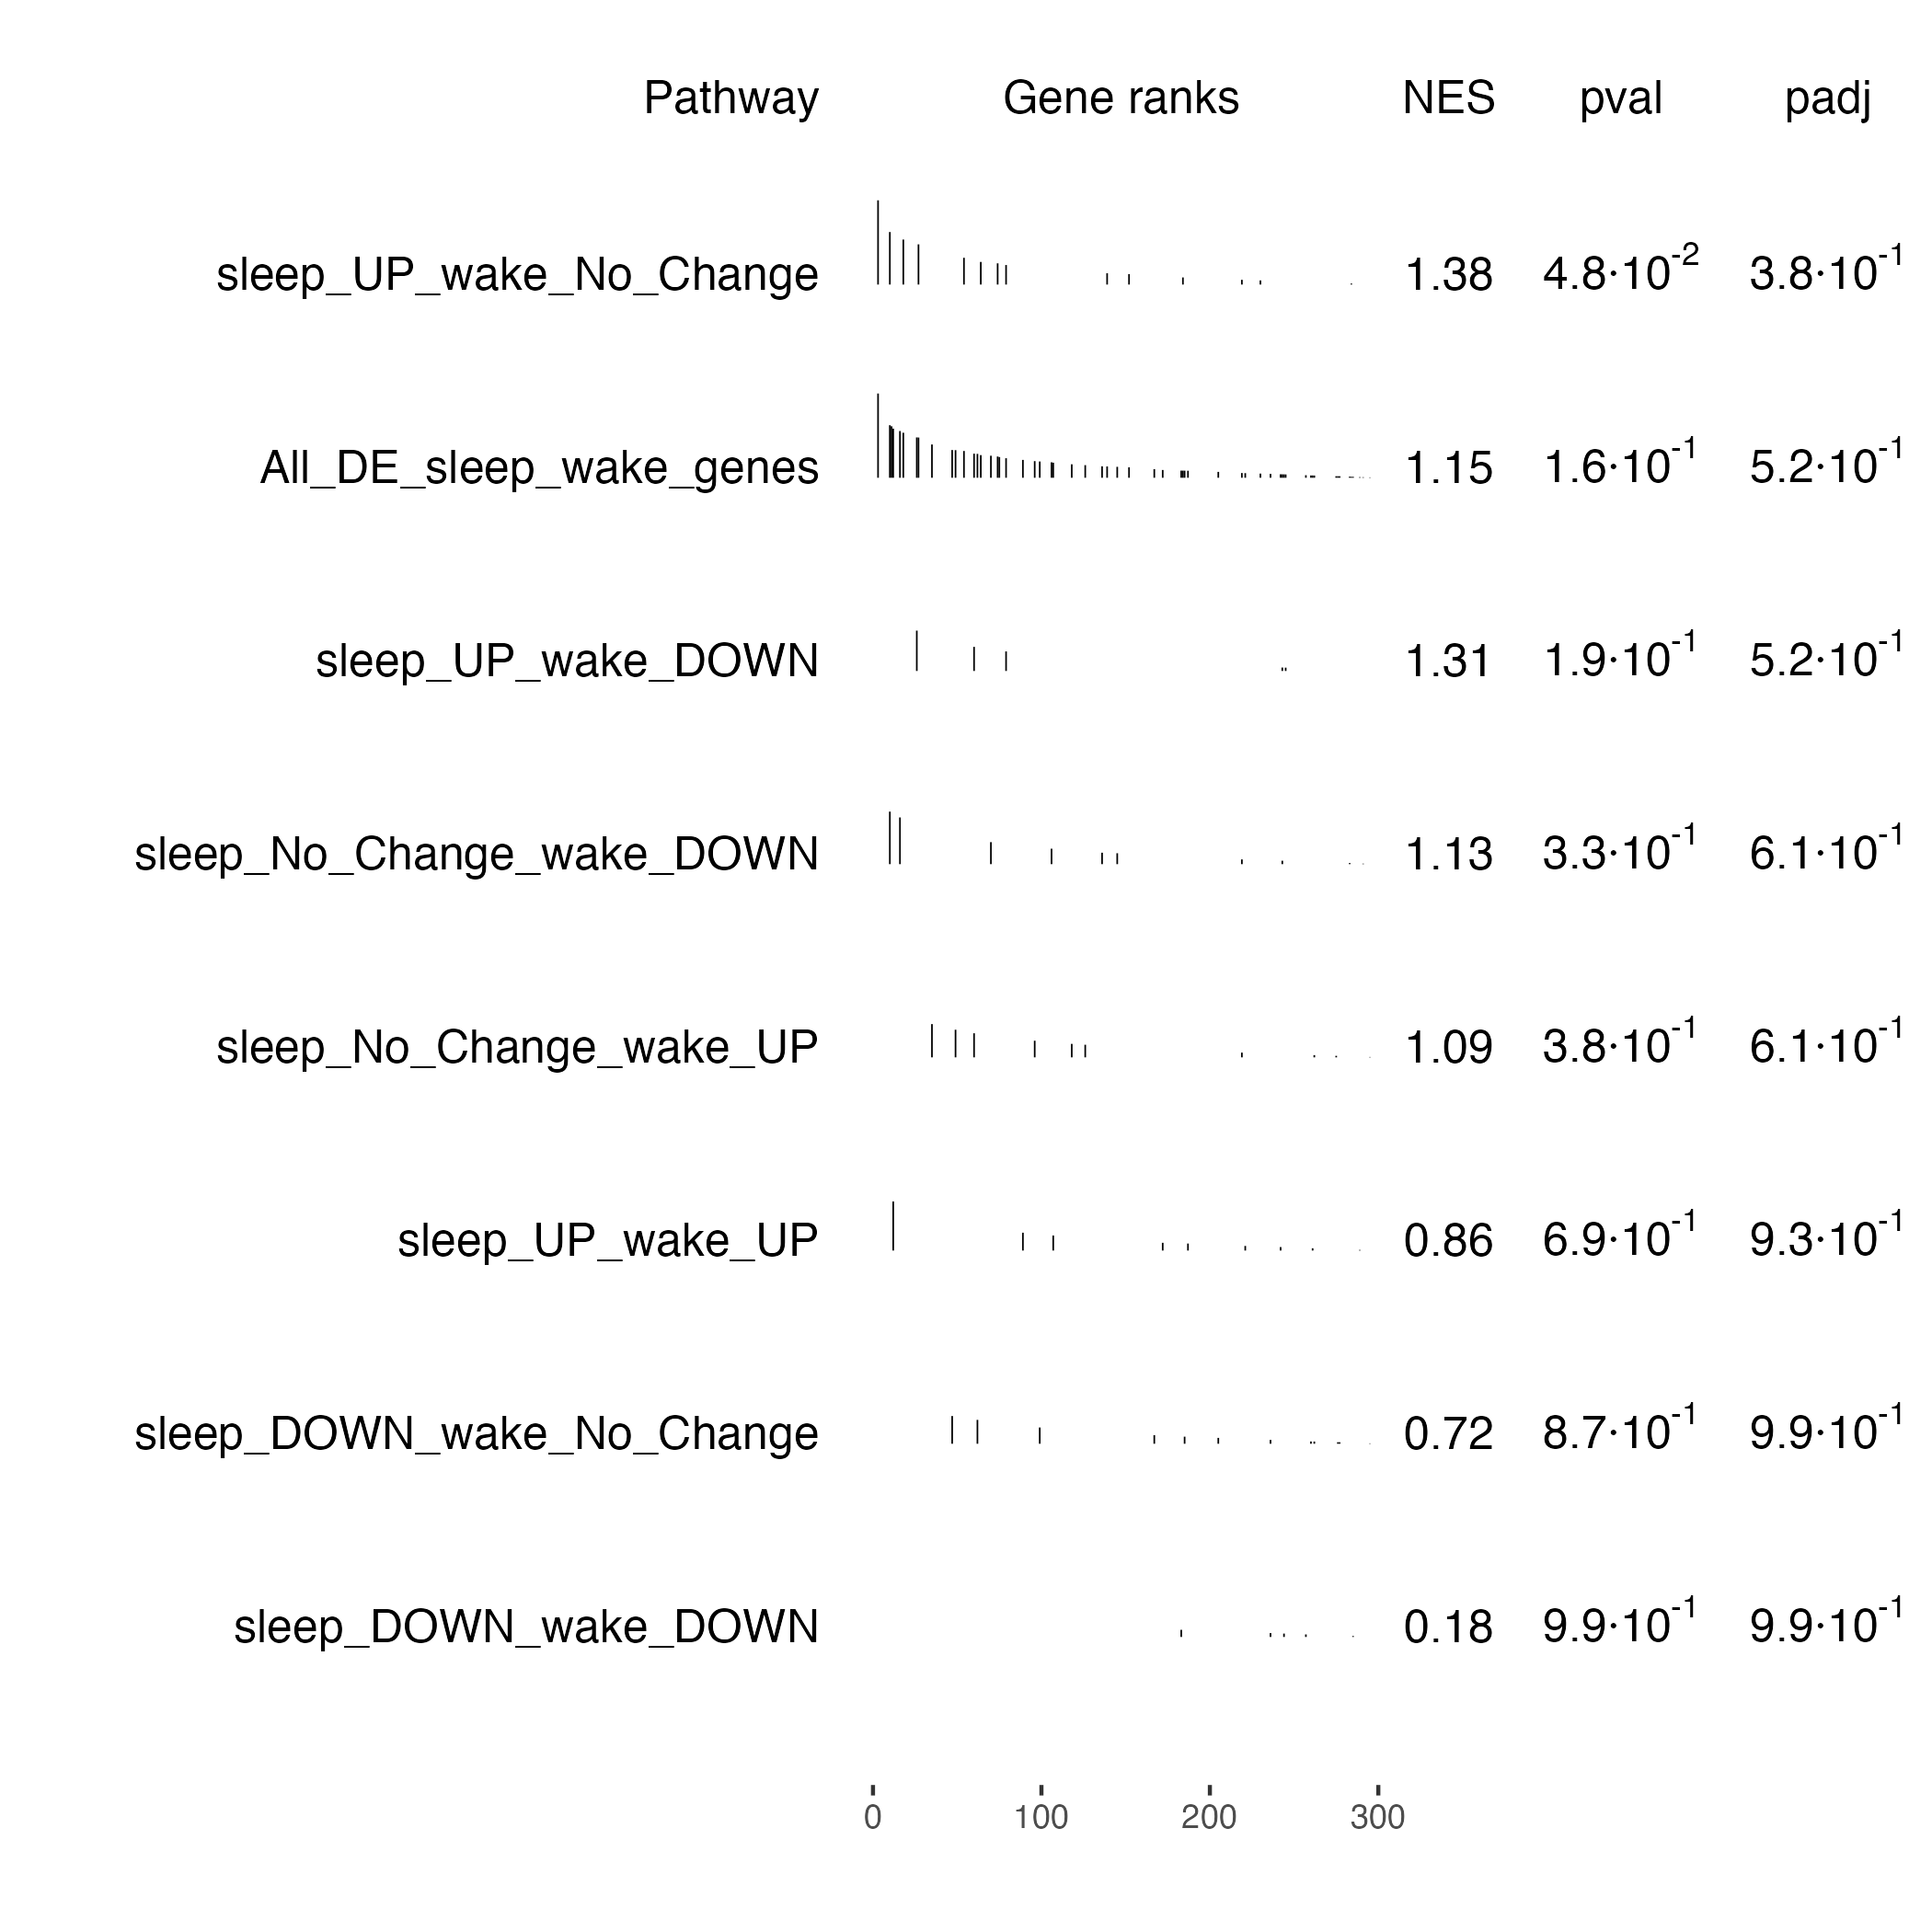 Pathway Gene ranks NES pval padj
sleep_UP_wake_No_Change 1.38 4.8·10⁻² 3.8·10⁻¹
All_DE_sleep_wake_genes 1.15 1.6·10⁻¹ 5.2·10⁻¹
sleep_UP_wake_DOWN 1.31 1.9·10⁻¹ 5.2·10⁻¹
sleep_No_Change_wake_DOWN 1.13 3.3·10⁻¹ 6.1·10⁻¹
sleep_No_Change_wake_UP 1.09 3.8·10⁻¹ 6.1·10⁻¹
sleep_UP_wake_UP 0.86 6.9·10⁻¹ 9.3·10⁻¹
sleep_DOWN_wake_No_Change 0.72 8.7·10⁻¹ 9.9·10⁻¹
sleep_DOWN_wake_DOWN 0.18 9.9·10⁻¹ 9.9·10⁻¹
0 100 200 300